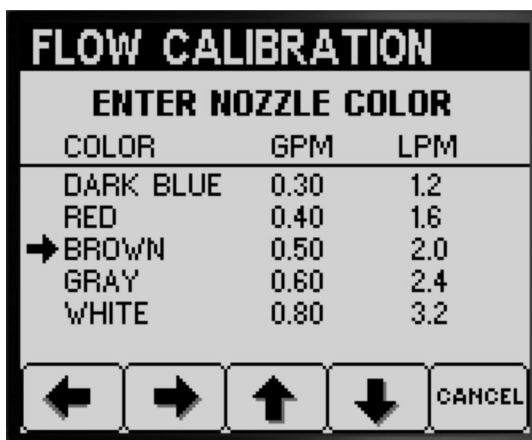 FLOW CALIBRATION
ENTER NOZZLE COLOR
COLOR GPM LPM
DARK BLUE 0.30 1.2
RED 0.40 1.6
BROWN 0.50 2.0
GRAY 0.60 2.4
WHITE 0.80 3.2
CANCEL